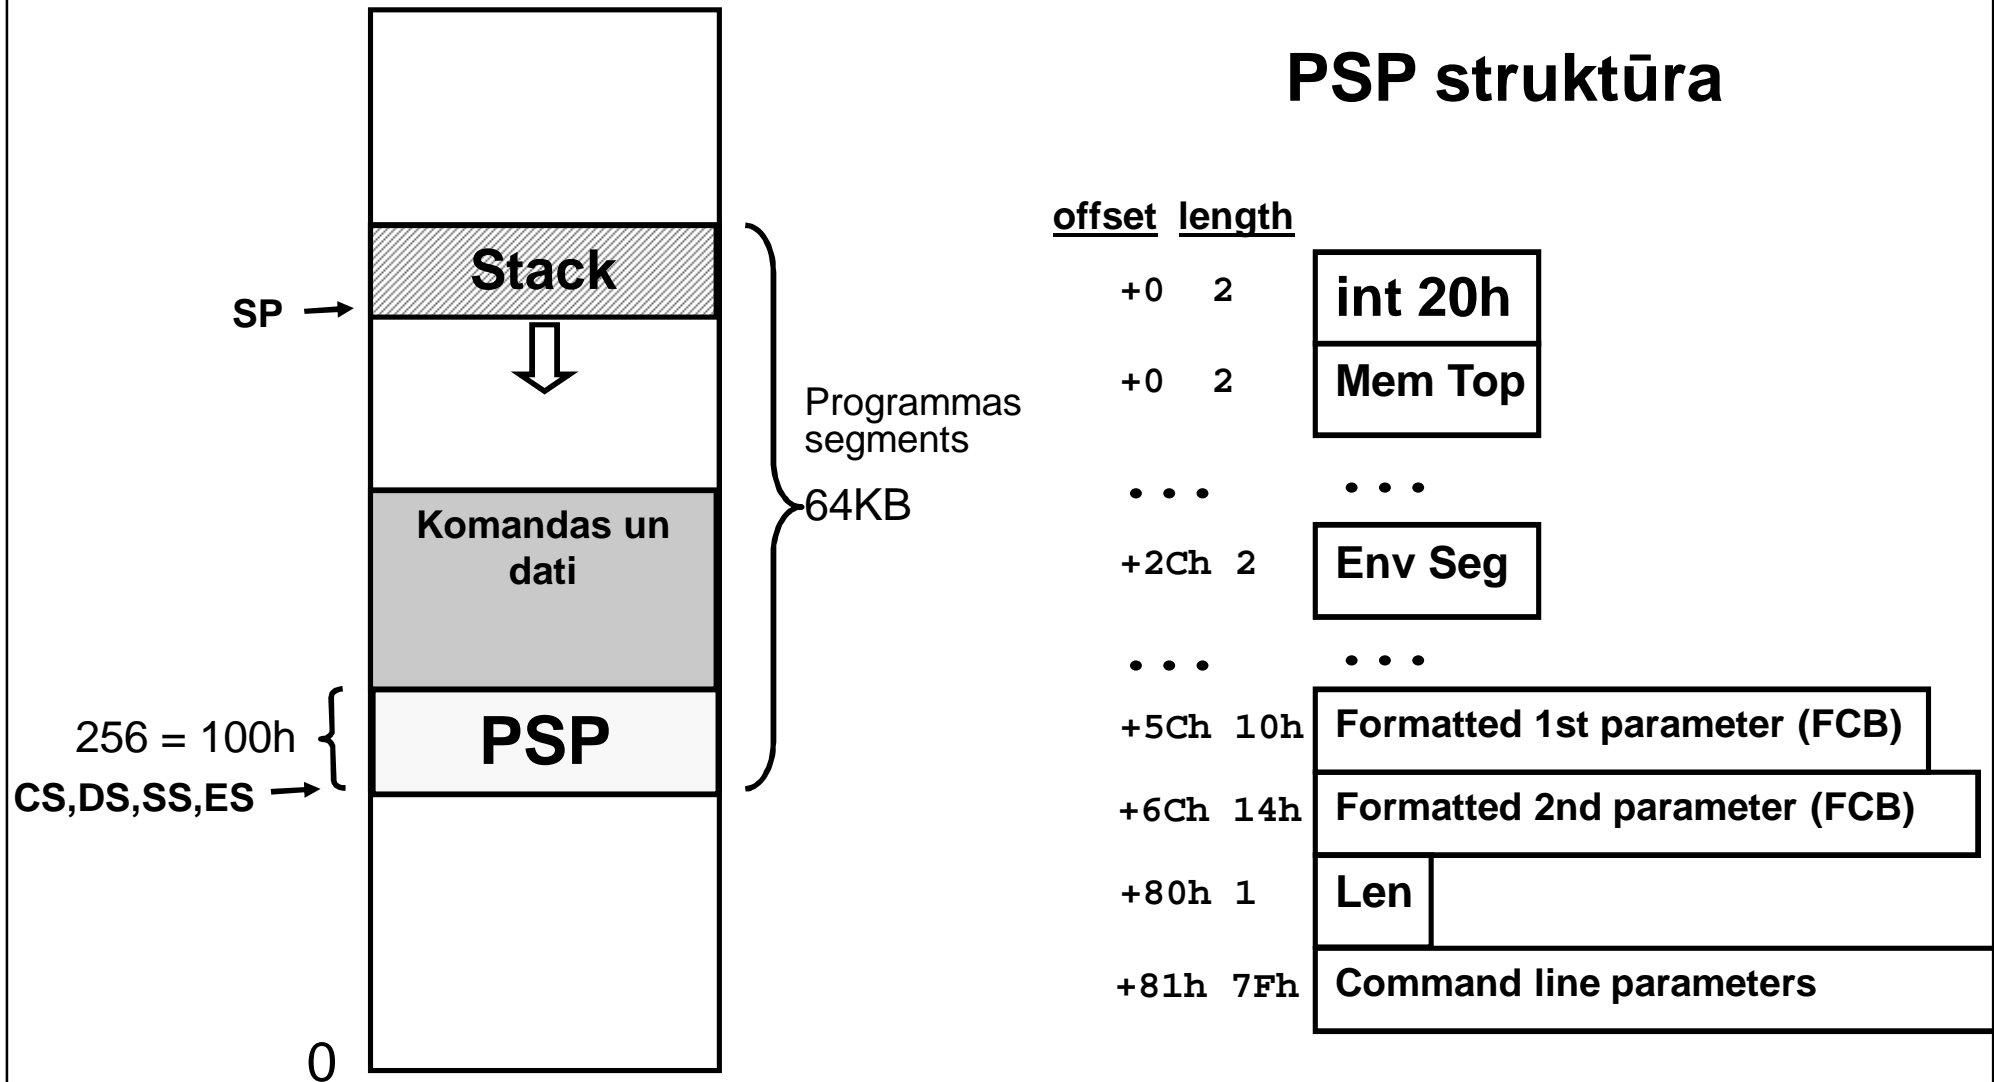 PSP struktūra
Stack
SP
Programmas
segments
64KB
Komandas un
dati
256 = 100h
PSP
CS,DS,SS,ES
0
offset length
+0 2 int 20h
+0 2 Mem Top
... ...
+2Ch 2 Env Seg
... ...
+5Ch 10h Formatted 1st parameter (FCB)
+6Ch 14h Formatted 2nd parameter (FCB)
+80h 1 Len
+81h 7Fh Command line parameters